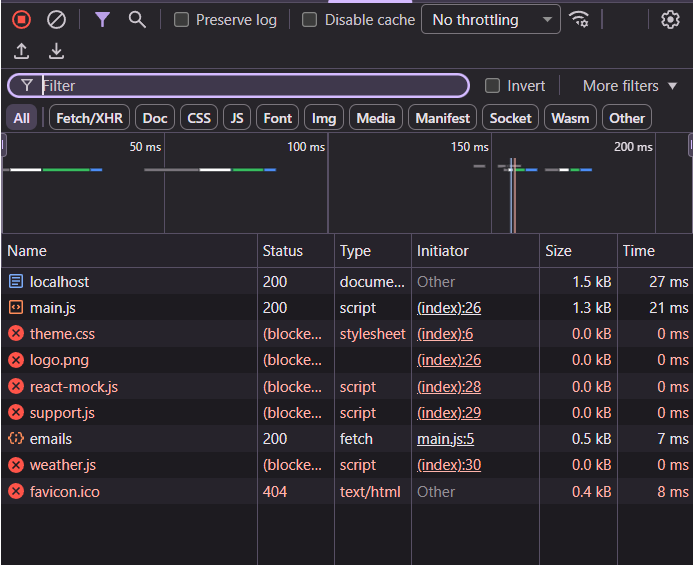 Preserve log Disable cache No throttling
Filter Invert More filters
All Fetch/XHR Doc CSS JS Font Img Media Manifest Socket Wasm Other
50 ms 100 ms 150 ms 200 ms
Name Status Type Initiator Size Time
localhost 200 docume... Other 1.5 kB 27 ms
main.js 200 script (index):26 1.3 kB 21 ms
theme.css (blocke... stylesheet (index):6 0.0 kB 0 ms
logo.png (blocke... (index):26 0.0 kB 0 ms
react-mock.js (blocke... script (index):28 0.0 kB 0 ms
support.js (blocke... script (index):29 0.0 kB 0 ms
emails 200 fetch main.js:5 0.5 kB 7 ms
weather.js (blocke... script (index):30 0.0 kB 0 ms
favicon.ico 404 text/html Other 0.4 kB 8 ms